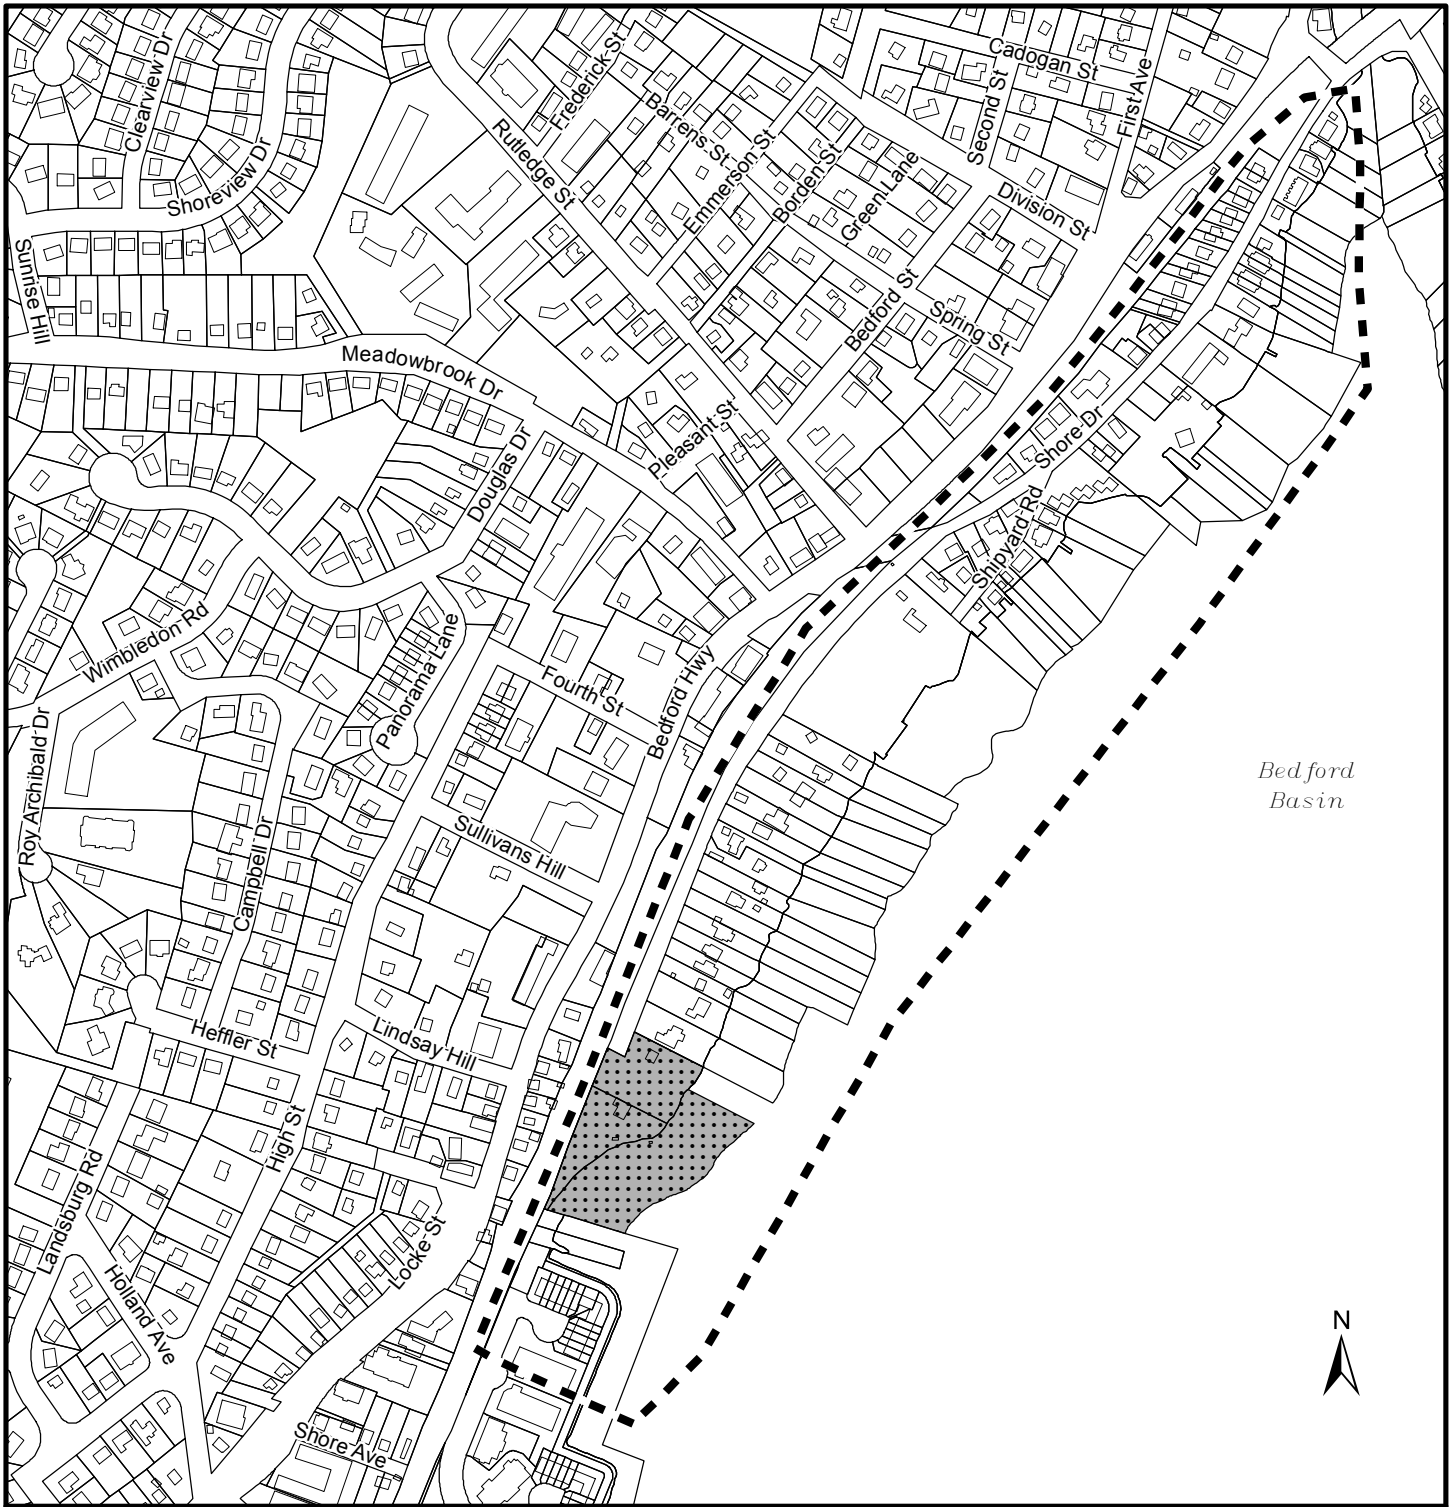 Clearview Dr
Frederick St
Cadogan St
First Ave
Second St
Barrens St
Rutledge St
Emmerson St
Borden St
Green Lane
Division St
Shoreview Dr
Sunrise Hill
Bedford St
Spring St
Meadowbrook Dr
Pleasant St
Shore Dr
Douglas Dr
Shipyard Rd
Wimbledon Rd
Panorama Lane
Fourth St
Bedford Hwy
Roy Archibald Dr
Bedford
Basin
Campbell Dr
Sullivans Hill
Heffler St
Lindsay Hill
High St
Landsburg Rd
Locke St
Holland Ave
Shore Ave
N